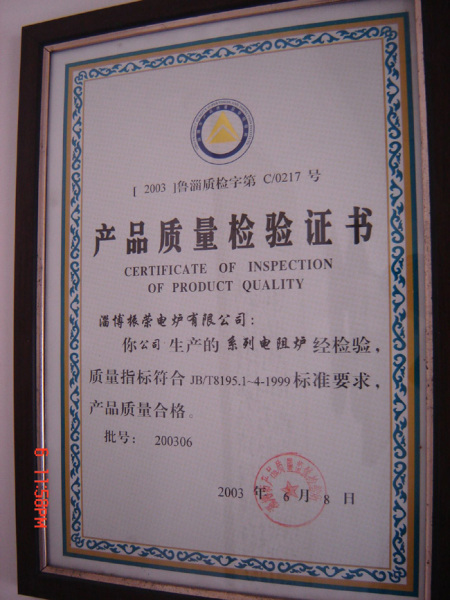 [ 2003 ]鲁淄质检字第 C/0217 号
产品质量检验证书
CERTIFICATE OF INSPECTION
OF PRODUCT QUALITY
淄博振荣电炉有限公司：
你公司 生产的 系列电阻炉 经检验，
质量指标符合 JB/T8195.1~4-1999 标准要求，
产品质量合格。
批号： 200306
2003 年 6 月 8 日
8 11:58PM